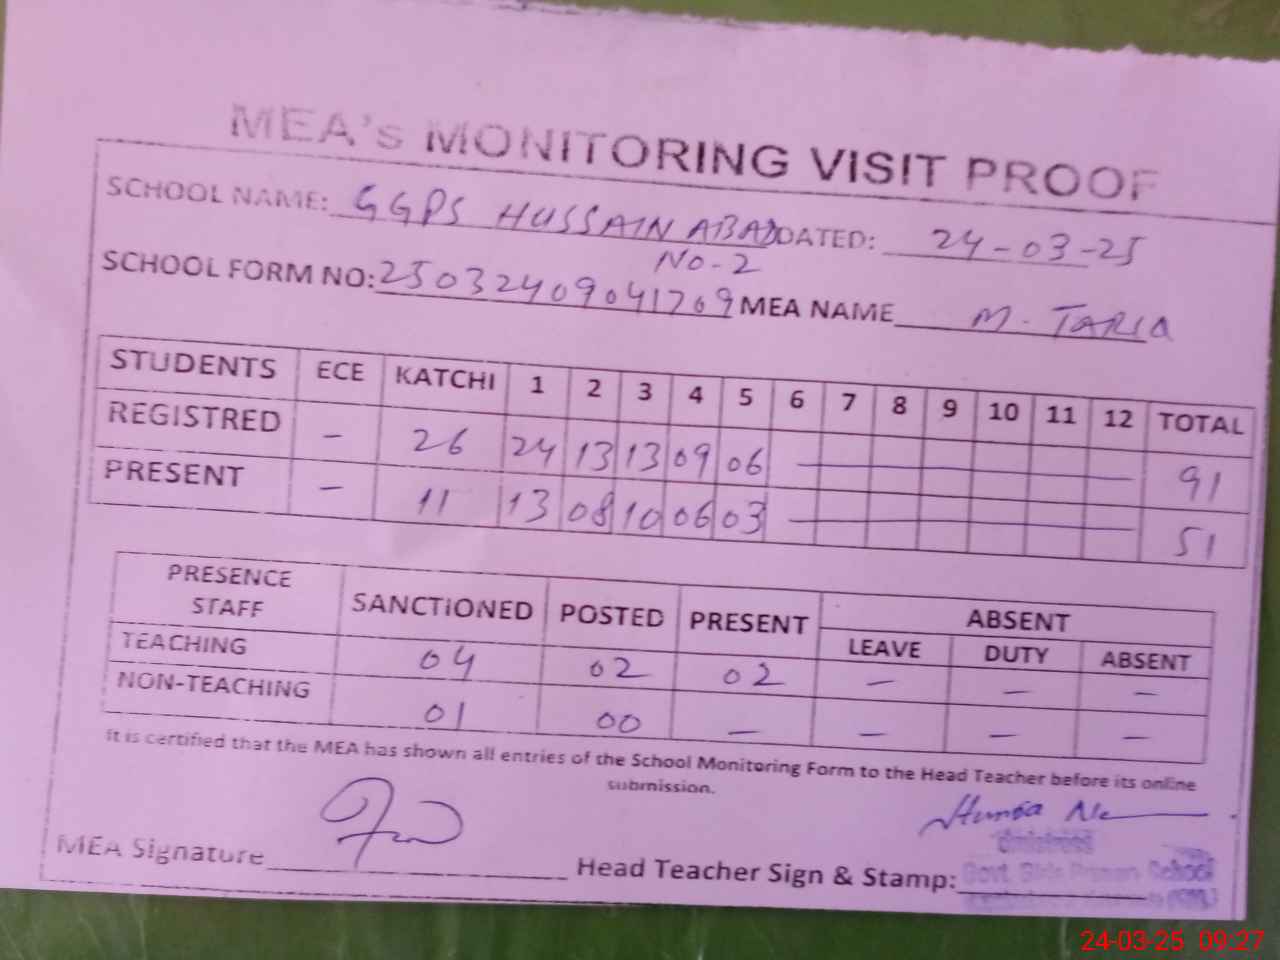 MEA's MONITORING VISIT PROOF
SCHOOL NAME: GGPS HUSSAIN ABAD DATED: 24-03-25
No-2
SCHOOL FORM NO: 25032409041709 MEA NAME M. TARIQ
STUDENTS ECE KATCHI 1 2 3 4 5 6 7 8 9 10 11 12 TOTAL
REGISTRED - 26 24 13 13 09 06 — 91
PRESENT - 11 13 08 10 06 03 — 51
PRESENCE STAFF SANCTIONED POSTED PRESENT ABSENT
LEAVE DUTY ABSENT
TEACHING 04 02 02 - - -
NON-TEACHING 01 00 - - - -
It is certified that the MEA has shown all entries of the School Monitoring Form to the Head Teacher before its online
submission.
MEA Signature
Head Teacher Sign & Stamp:
Govt. Girls School
24-03-25 09:27